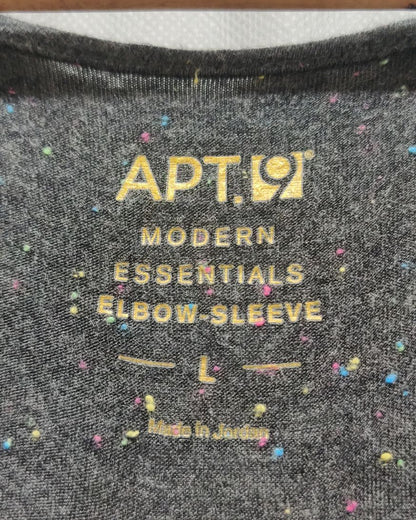 APT.9®
MODERN
ESSENTIALS
ELBOW-SLEEVE
L
Made in Jordan